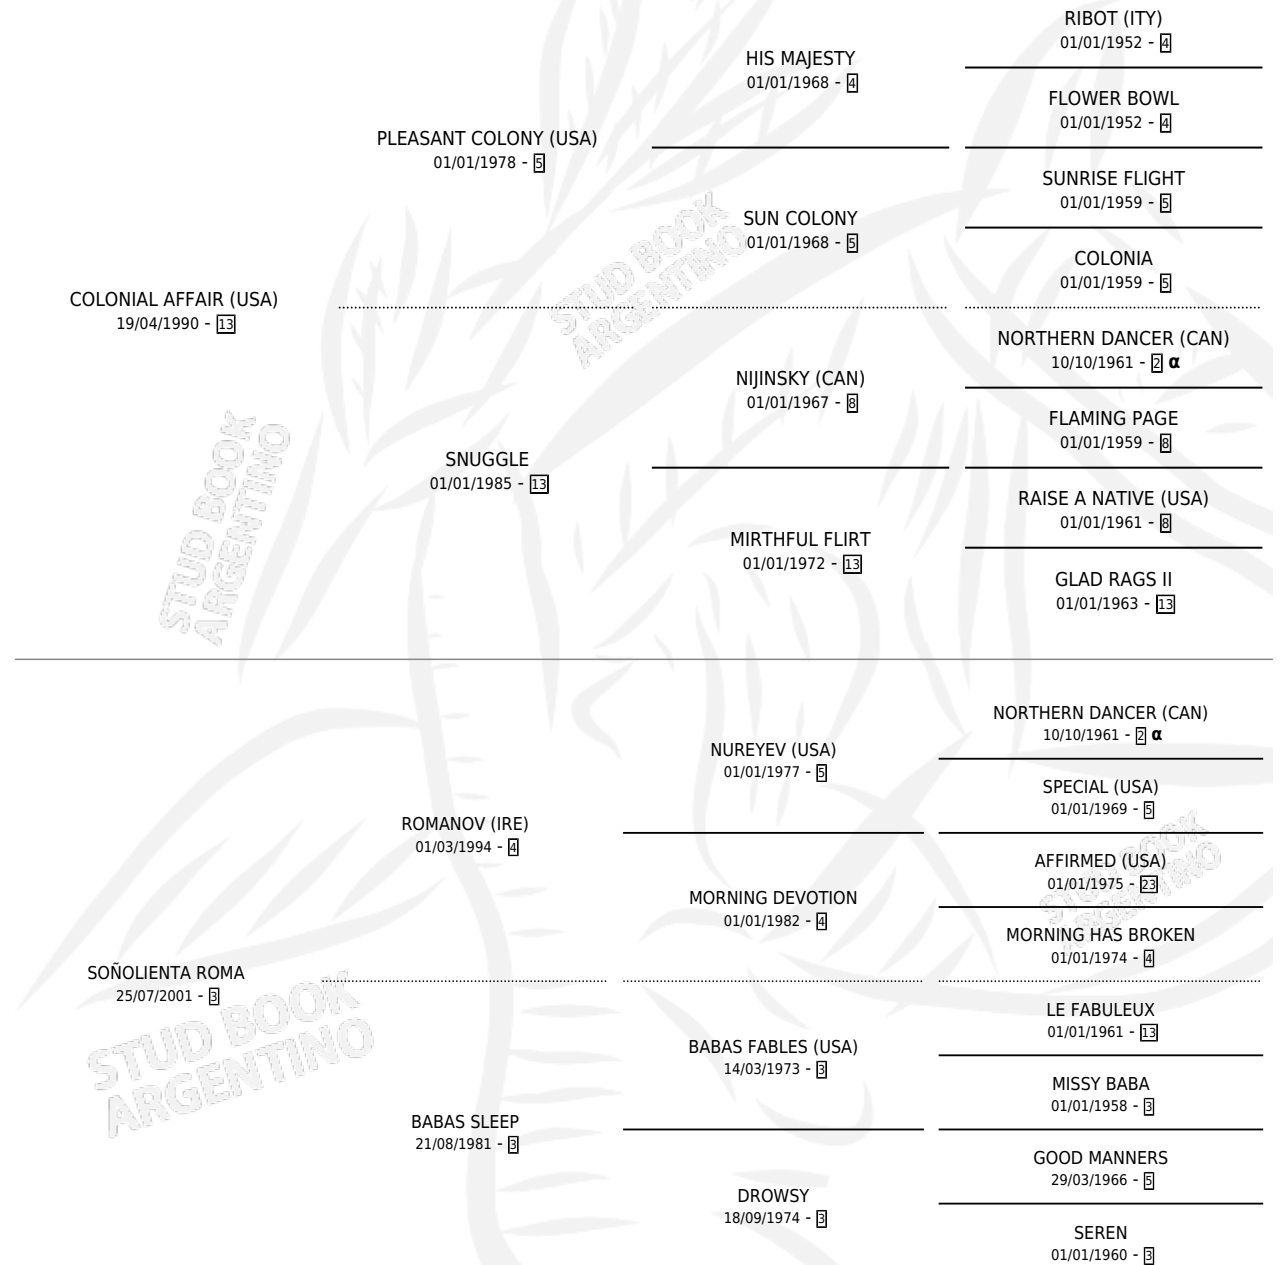 RIBOT (ITY)
01/01/1952 - 4
HIS MAJESTY
01/01/1968 - 4
FLOWER BOWL
01/01/1952 - 4
PLEASANT COLONY (USA)
01/01/1978 - 5
SUNRISE FLIGHT
01/01/1959 - 5
SUN COLONY
01/01/1968 - 5
COLONIA
01/01/1959 - 5
COLONIAL AFFAIR (USA)
19/04/1990 - 13
NORTHERN DANCER (CAN)
10/10/1961 - 2 α
NIJINSKY (CAN)
01/01/1967 - 8
FLAMING PAGE
01/01/1959 - 8
SNUGGLE
01/01/1985 - 13
RAISE A NATIVE (USA)
01/01/1961 - 8
MIRTHFUL FLIRT
01/01/1972 - 13
GLAD RAGS II
01/01/1963 - 13
NORTHERN DANCER (CAN)
10/10/1961 - 2 α
NUREYEV (USA)
01/01/1977 - 5
SPECIAL (USA)
01/01/1969 - 5
ROMANOV (IRE)
01/03/1994 - 4
AFFIRMED (USA)
01/01/1975 - 23
MORNING DEVOTION
01/01/1982 - 4
MORNING HAS BROKEN
01/01/1974 - 4
SOÑOLIENTA ROMA
25/07/2001 - 3
LE FABULEUX
01/01/1961 - 13
BABAS FABLES (USA)
14/03/1973 - 3
MISSY BABA
01/01/1958 - 3
BABAS SLEEP
21/08/1981 - 3
GOOD MANNERS
29/03/1966 - 5
DROWSY
18/09/1974 - 3
SEREN
01/01/1960 - 3
STUD BOOK
ARGENTINO
STUD BOOK
ARGENTINO
STUD BOOK
ARGENTINO
STUD BOOK
ARGENTINO